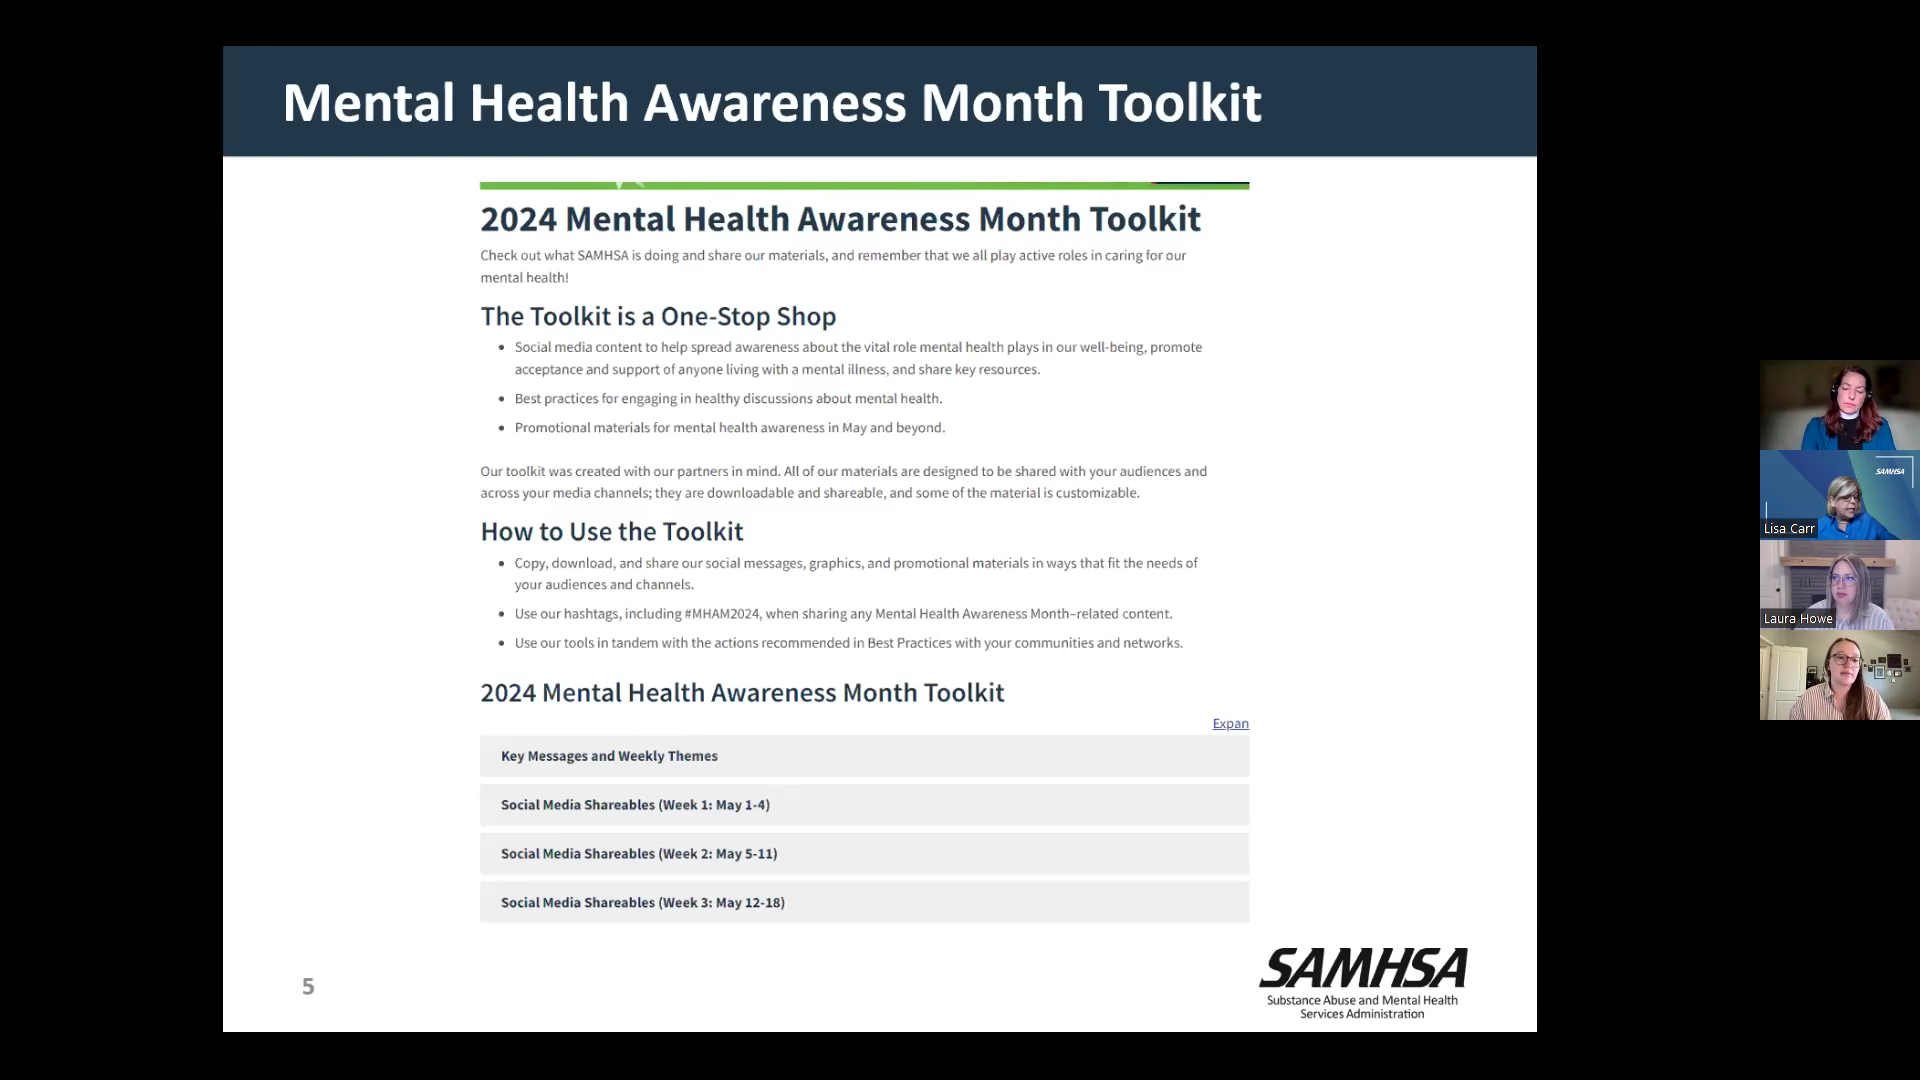 Mental Health Awareness Month Toolkit
2024 Mental Health Awareness Month Toolkit
Check out what SAMHSA is doing and share our materials, and remember that we all play active roles in caring for our
mental health!
The Toolkit is a One-Stop Shop
• Social media content to help spread awareness about the vital role mental health plays in our well-being, promote
acceptance and support of anyone living with a mental illness, and share key resources.
• Best practices for engaging in healthy discussions about mental health.
• Promotional materials for mental health awareness in May and beyond.
Our toolkit was created with our partners in mind. All of our materials are designed to be shared with your audiences and
across your media channels; they are downloadable and shareable, and some of the material is customizable.
How to Use the Toolkit
• Copy, download, and share our social messages, graphics, and promotional materials in ways that fit the needs of
your audiences and channels.
• Use our hashtags, including #MHAM2024, when sharing any Mental Health Awareness Month–related content.
• Use our tools in tandem with the actions recommended in Best Practices with your communities and networks.
2024 Mental Health Awareness Month Toolkit
Expan
Key Messages and Weekly Themes
Social Media Shareables (Week 1: May 1-4)
Social Media Shareables (Week 2: May 5-11)
Social Media Shareables (Week 3: May 12-18)
5
SAMHSA
Substance Abuse and Mental Health
Services Administration
SAMHSA
Lisa Carr
Laura Howe